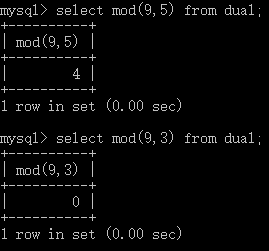 mysql> select mod(9,5) from dual;
+----------+
| mod(9,5) |
+----------+
|        4 |
+----------+
1 row in set (0.00 sec)
mysql> select mod(9,3) from dual;
+----------+
| mod(9,3) |
+----------+
|        0 |
+----------+
1 row in set (0.00 sec)